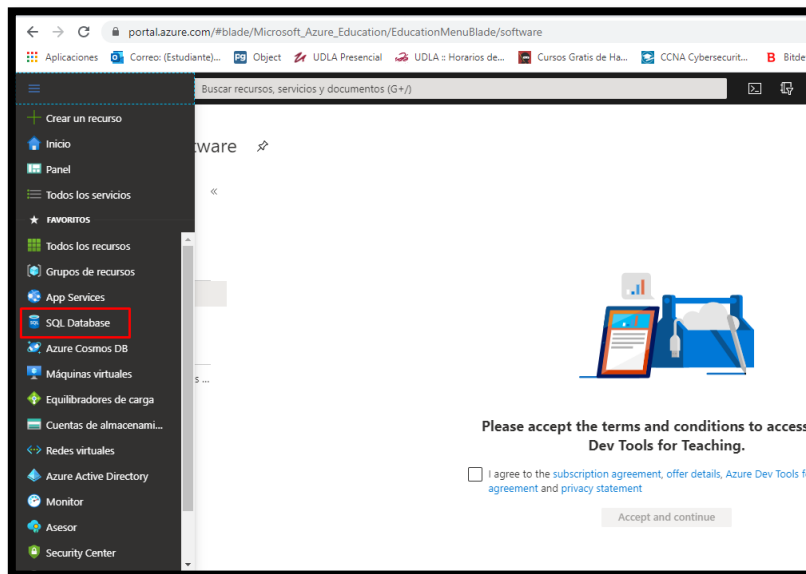 portal.azure.com/#blade/Microsoft_Azure_Education/EducationMenuBlade/software
Aplicaciones Correo: (Estudiante)... Object UDLA Presencial UDLA :: Horarios de... Cursos Gratis de Ha... CCNA Cybersecurit... Bitde
Buscar recursos, servicios y documentos (G+/)
Crear un recurso
Inicio
tware
Panel
Todos los servicios
«
FAVORITOS
Todos los recursos
Grupos de recursos
App Services
SQL Database
Azure Cosmos DB
Máquinas virtuales
s ...
Equilibradores de carga
Cuentas de almacenami...
Redes virtuales
Azure Active Directory
Monitor
Asesor
Security Center
Please accept the terms and conditions to access
Dev Tools for Teaching.
I agree to the subscription agreement, offer details, Azure Dev Tools f
agreement and privacy statement
Accept and continue